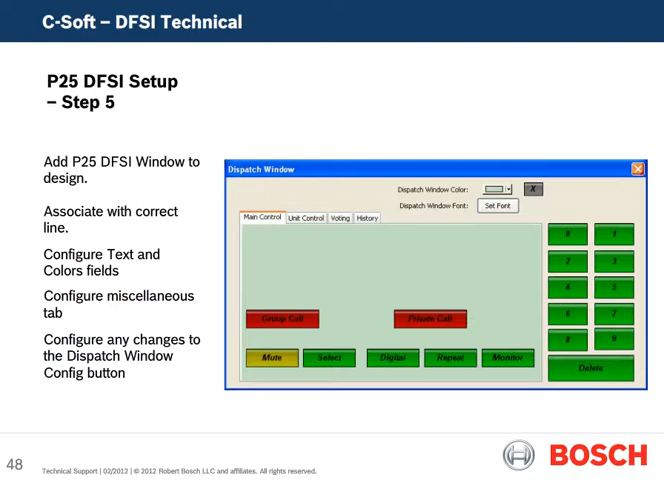 C-Soft – DFSI Technical
P25 DFSI Setup
– Step 5
Add P25 DFSI Window to
design.
Associate with correct
line.
Configure Text and
Colors fields
Configure miscellaneous
tab
Configure any changes to
the Dispatch Window
Config button
Dispatch Window
Dispatch Window Color:
X
Dispatch Window Font:
Set Font
Main Control
Unit Control
Voting
History
0
1
2
3
4
5
6
7
8
9
Delete
Group Call
Private Call
Mute
Select
Digital
Repeat
Monitor
48
Technical Support | 02/2012 | © 2012 Robert Bosch LLC and affiliates. All rights reserved.
BOSCH